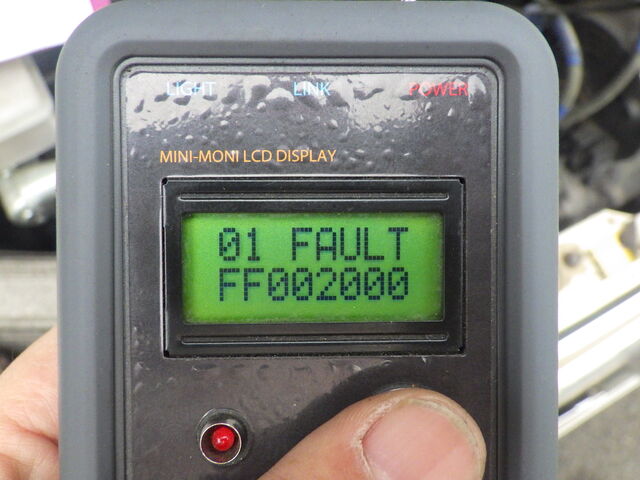 LIGHT LINK POWER
MINI-MONI LCD DISPLAY
01 FAULT
FF002000